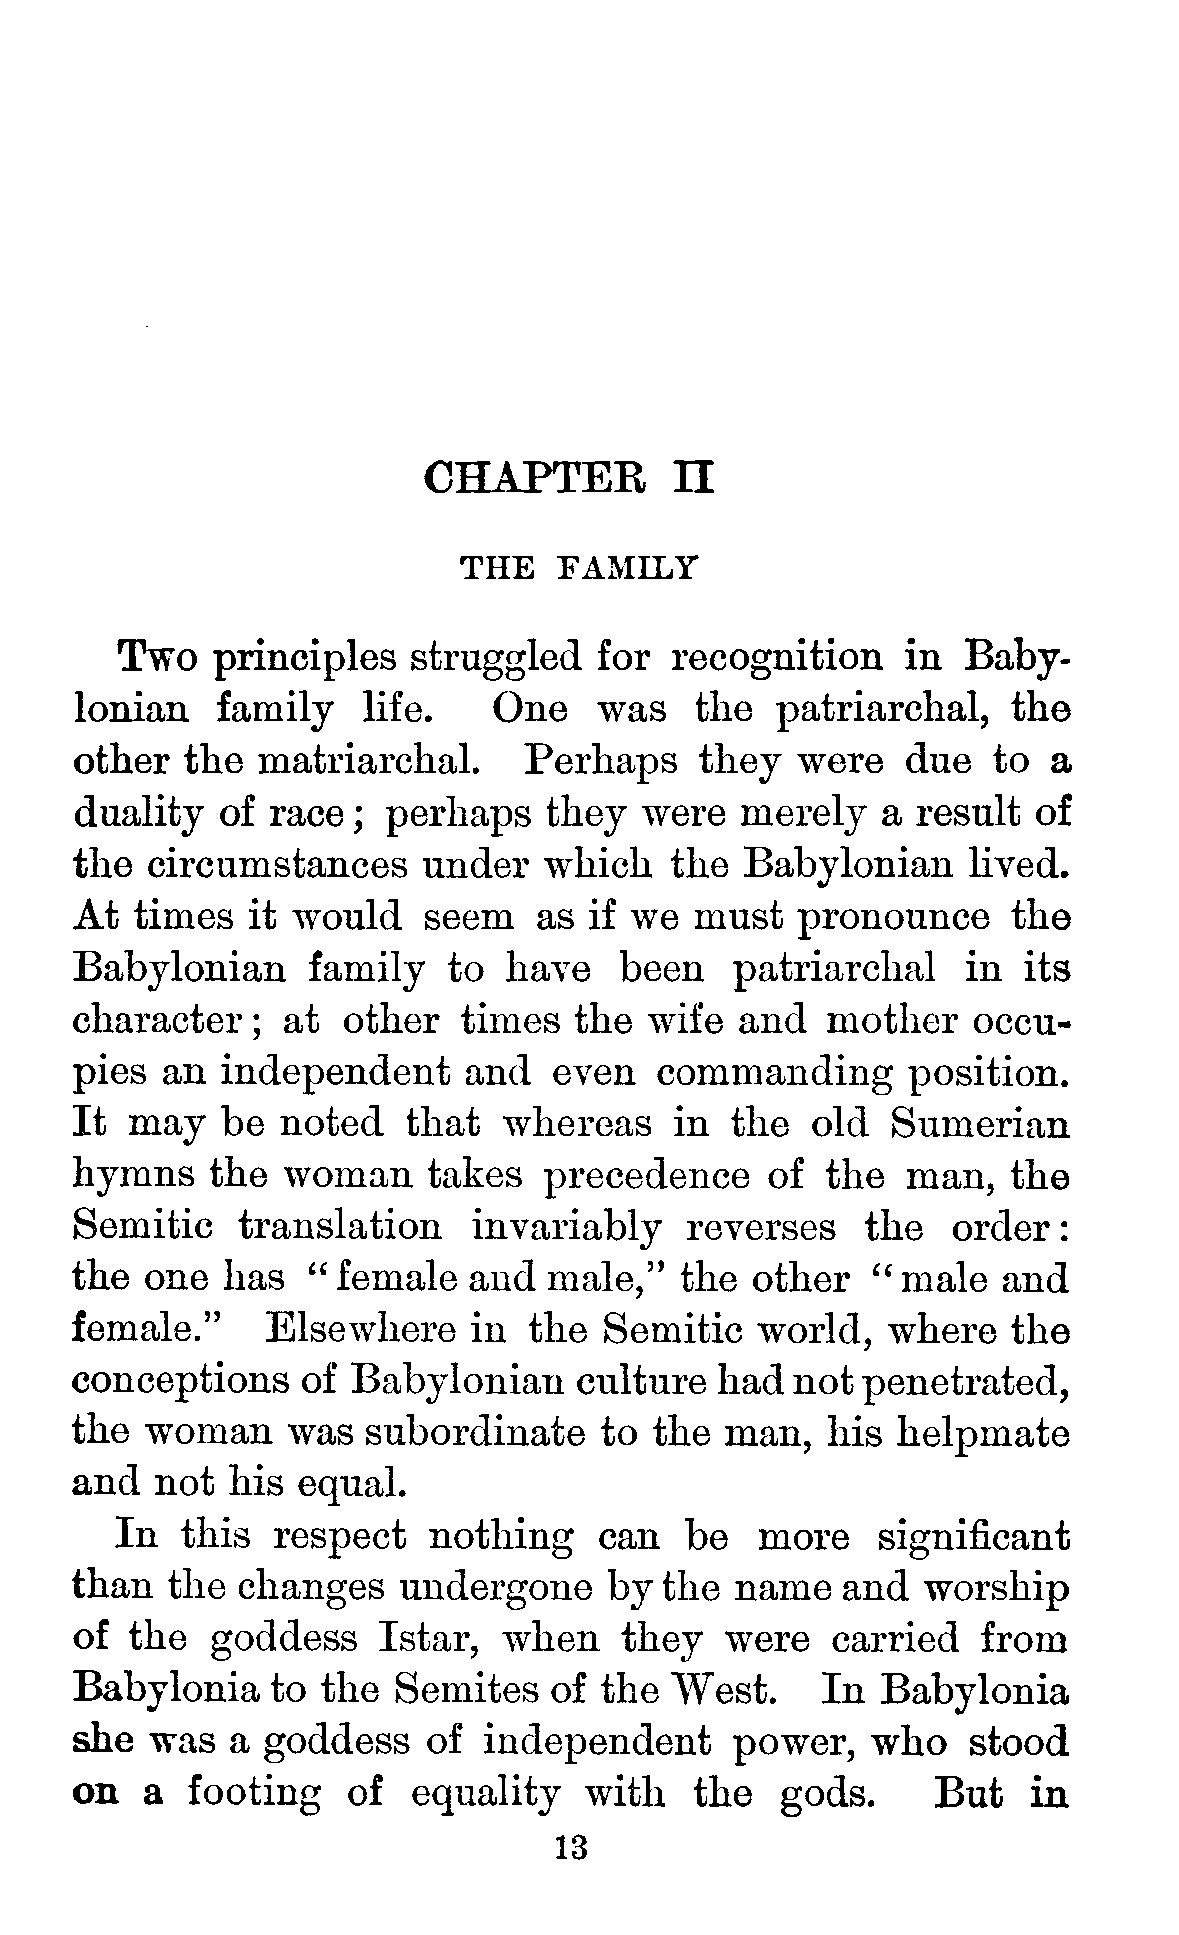 CHAPTER II
THE FAMILY
Two principles struggled for recognition in Baby-
lonian family life. One was the patriarchal, the
other the matriarchal. Perhaps they were due to a
duality of race; perhaps they were merely a result of
the circumstances under which the Babylonian lived.
At times it would seem as if we must pronounce the
Babylonian family to have been patriarchal in its
character; at other times the wife and mother occu-
pies an independent and even commanding position.
It may be noted that whereas in the old Sumerian
hymns the woman takes precedence of the man, the
Semitic translation invariably reverses the order:
the one has “female and male,” the other “male and
female.” Elsewhere in the Semitic world, where the
conceptions of Babylonian culture had not penetrated,
the woman was subordinate to the man, his helpmate
and not his equal.
In this respect nothing can be more significant
than the changes undergone by the name and worship
of the goddess Istar, when they were carried from
Babylonia to the Semites of the West. In Babylonia
she was a goddess of independent power, who stood
on a footing of equality with the gods. But in
13